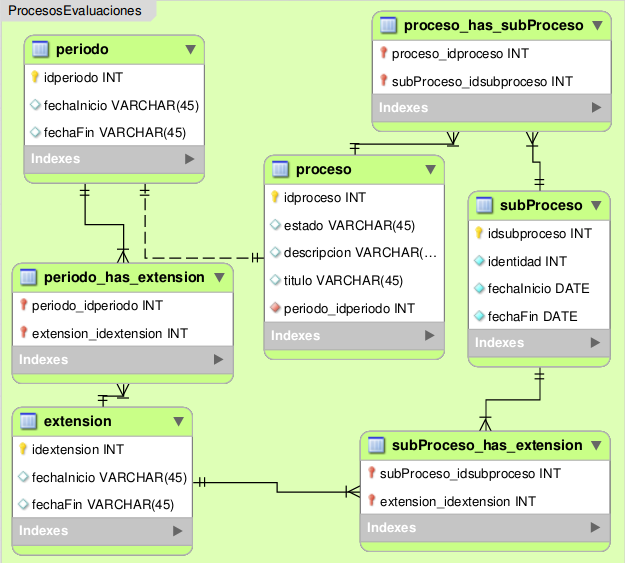 ProcesosEvaluaciones
periodo
idperiodo INT
fechaInicio VARCHAR(45)
fechaFin VARCHAR(45)
Indexes
proceso_has_subProceso
proceso_idproceso INT
subProceso_idsubproceso INT
Indexes
proceso
idproceso INT
estado VARCHAR(45)
descripcion VARCHAR(...
titulo VARCHAR(45)
periodo_idperiodo INT
Indexes
subProceso
idsubproceso INT
identidad INT
fechaInicio DATE
fechaFin DATE
Indexes
periodo_has_extension
periodo_idperiodo INT
extension_idextension INT
Indexes
extension
idextension INT
fechaInicio VARCHAR(45)
fechaFin VARCHAR(45)
Indexes
subProceso_has_extension
subProceso_idsubproceso INT
extension_idextension INT
Indexes